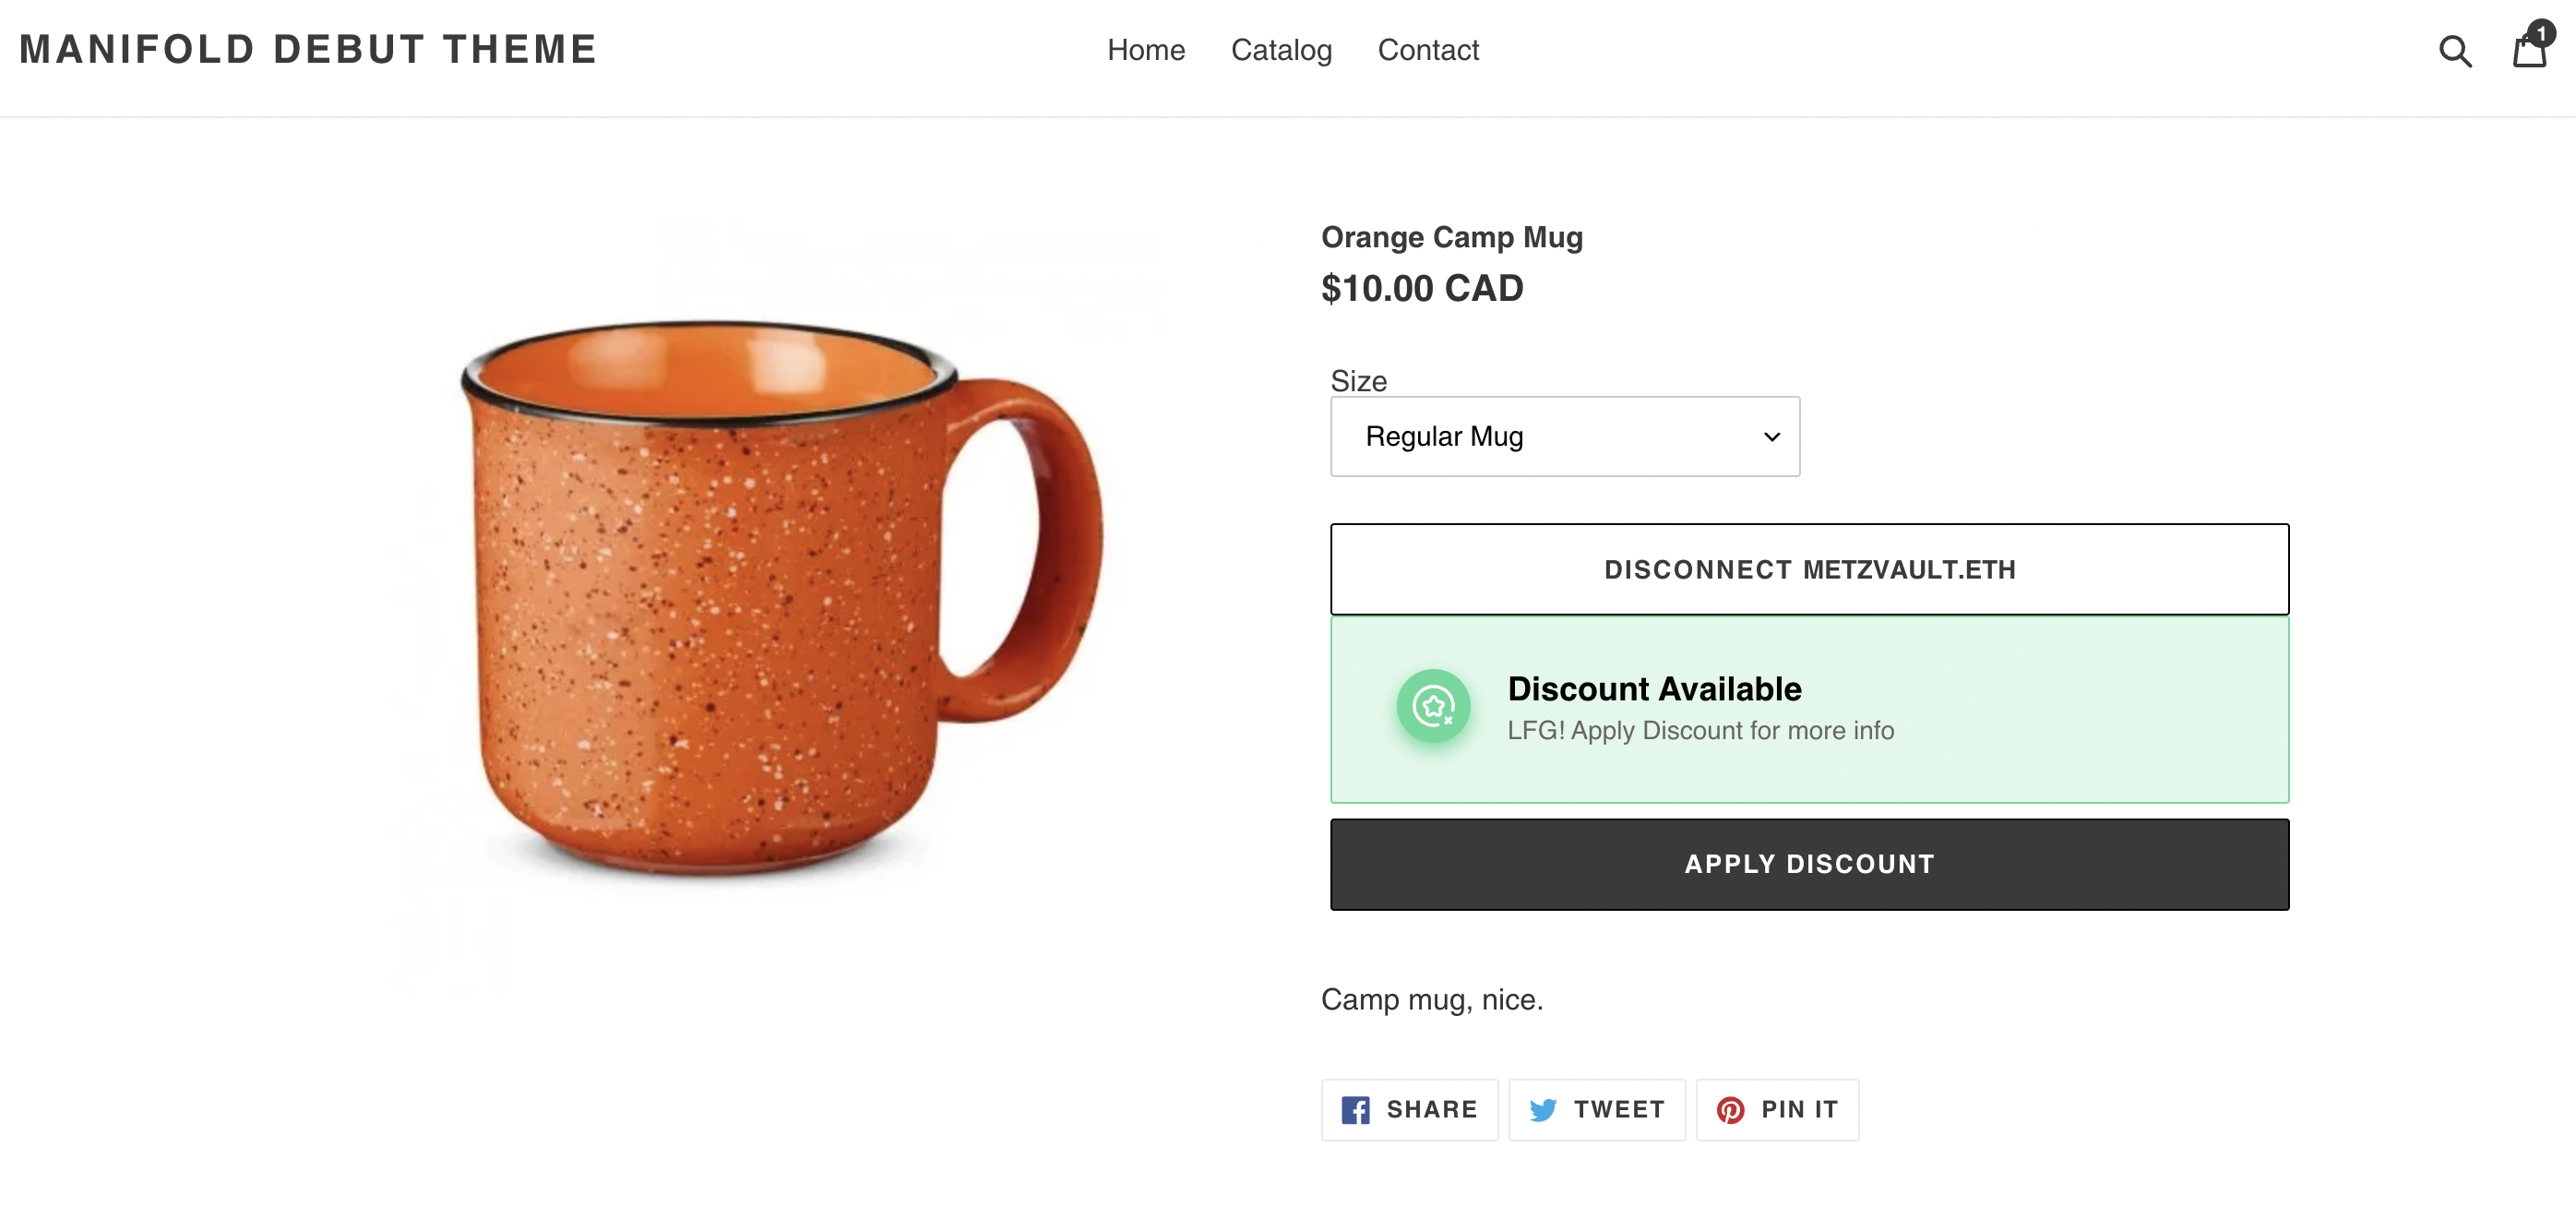 MANIFOLD DEBUT THEME
Home Catalog Contact
1
Orange Camp Mug
$10.00 CAD
Size
Regular Mug
DISCONNECT METZVAULT.ETH
Discount Available
LFG! Apply Discount for more info
APPLY DISCOUNT
Camp mug, nice.
SHARE TWEET PIN IT